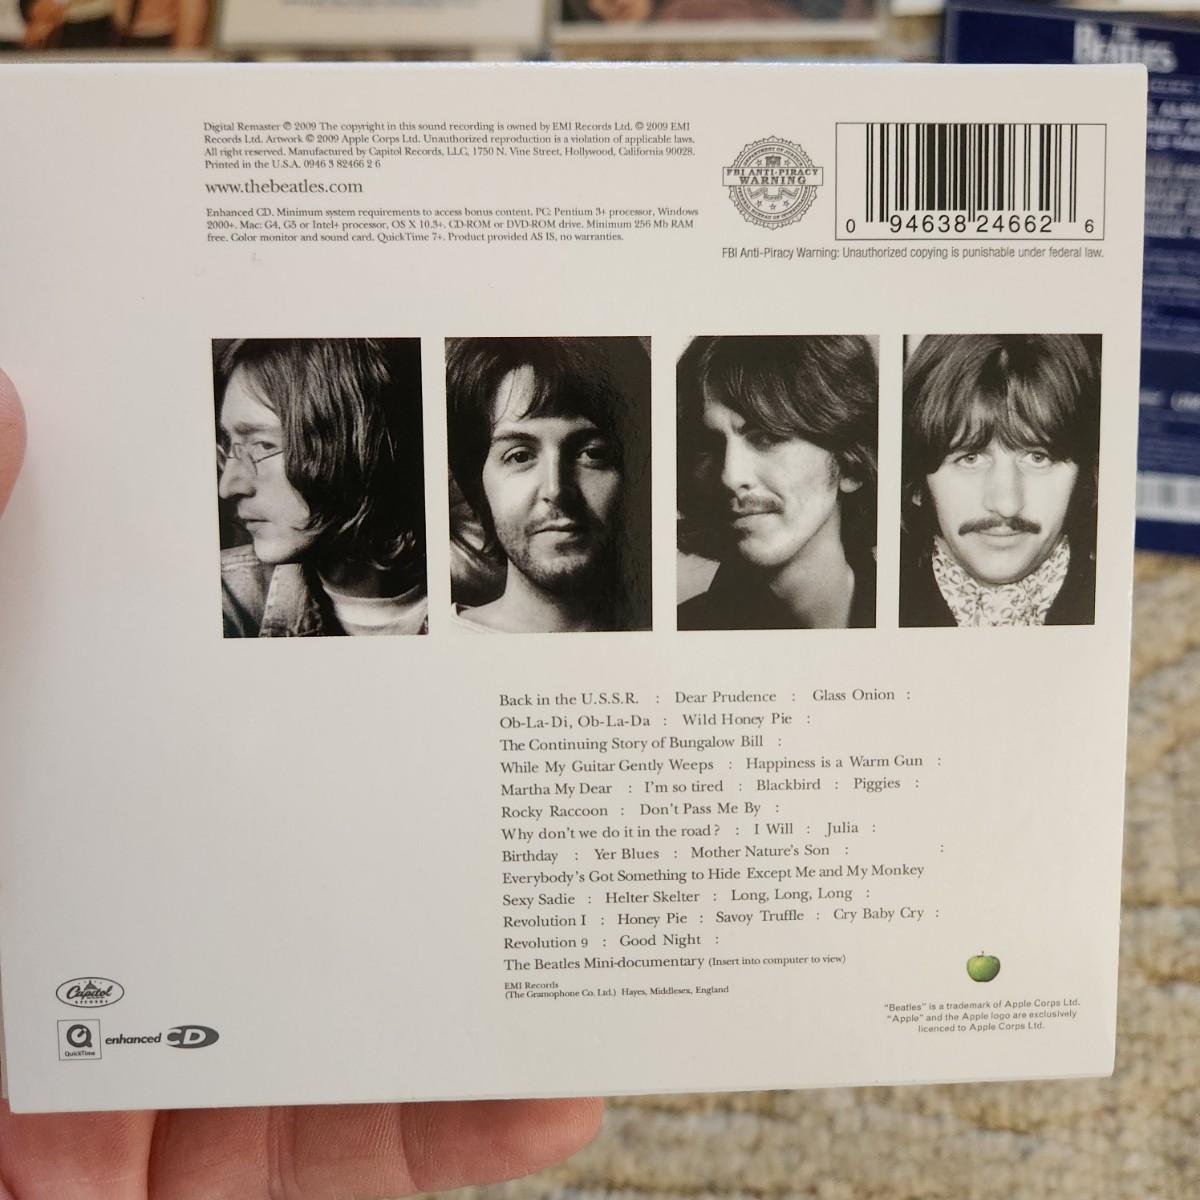 THE
BEATLES
Digital Remaster ℗ 2009 The copyright in this sound recording is owned by EMI Records Ltd. © 2009 EMI
Records Ltd. Artwork © 2009 Apple Corps Ltd. Unauthorized reproduction is a violation of applicable laws.
All right reserved. Manufactured by Capitol Records, LLC, 1750 N. Vine Street, Hollywood, California 90028.
Printed in the U.S.A. 0946 3 82466 2 6
www.thebeatles.com
Enhanced CD. Minimum system requirements to access bonus content. PC: Pentium 3+ processor, Windows
2000+. Mac: G4, G5 or Intel+ processor, OS X 10.3+. CD-ROM or DVD-ROM drive. Minimum 256 Mb RAM
free. Color monitor and sound card. QuickTime 7+. Product provided AS IS, no warranties.
FBI ANTI-PIRACY
WARNING
0 94638 24662 6
FBI Anti-Piracy Warning: Unauthorized copying is punishable under federal law.
Back in the U.S.S.R. : Dear Prudence : Glass Onion :
Ob-La-Di, Ob-La-Da : Wild Honey Pie :
The Continuing Story of Bungalow Bill :
While My Guitar Gently Weeps : Happiness is a Warm Gun :
Martha My Dear : I'm so tired : Blackbird : Piggies :
Rocky Raccoon : Don't Pass Me By :
Why don't we do it in the road? : I Will : Julia :
Birthday : Yer Blues : Mother Nature's Son : :
Everybody's Got Something to Hide Except Me and My Monkey
Sexy Sadie : Helter Skelter : Long, Long, Long :
Revolution I : Honey Pie : Savoy Truffle : Cry Baby Cry :
Revolution 9 : Good Night :
The Beatles Mini-documentary (Insert into computer to view)
EMI Records
(The Gramophone Co. Ltd.) Hayes, Middlesex, England
Capitol
RECORDS
QuickTime
enhanced CD
"Beatles" is a trademark of Apple Corps Ltd.
"Apple" and the Apple logo are exclusively
licenced to Apple Corps Ltd.